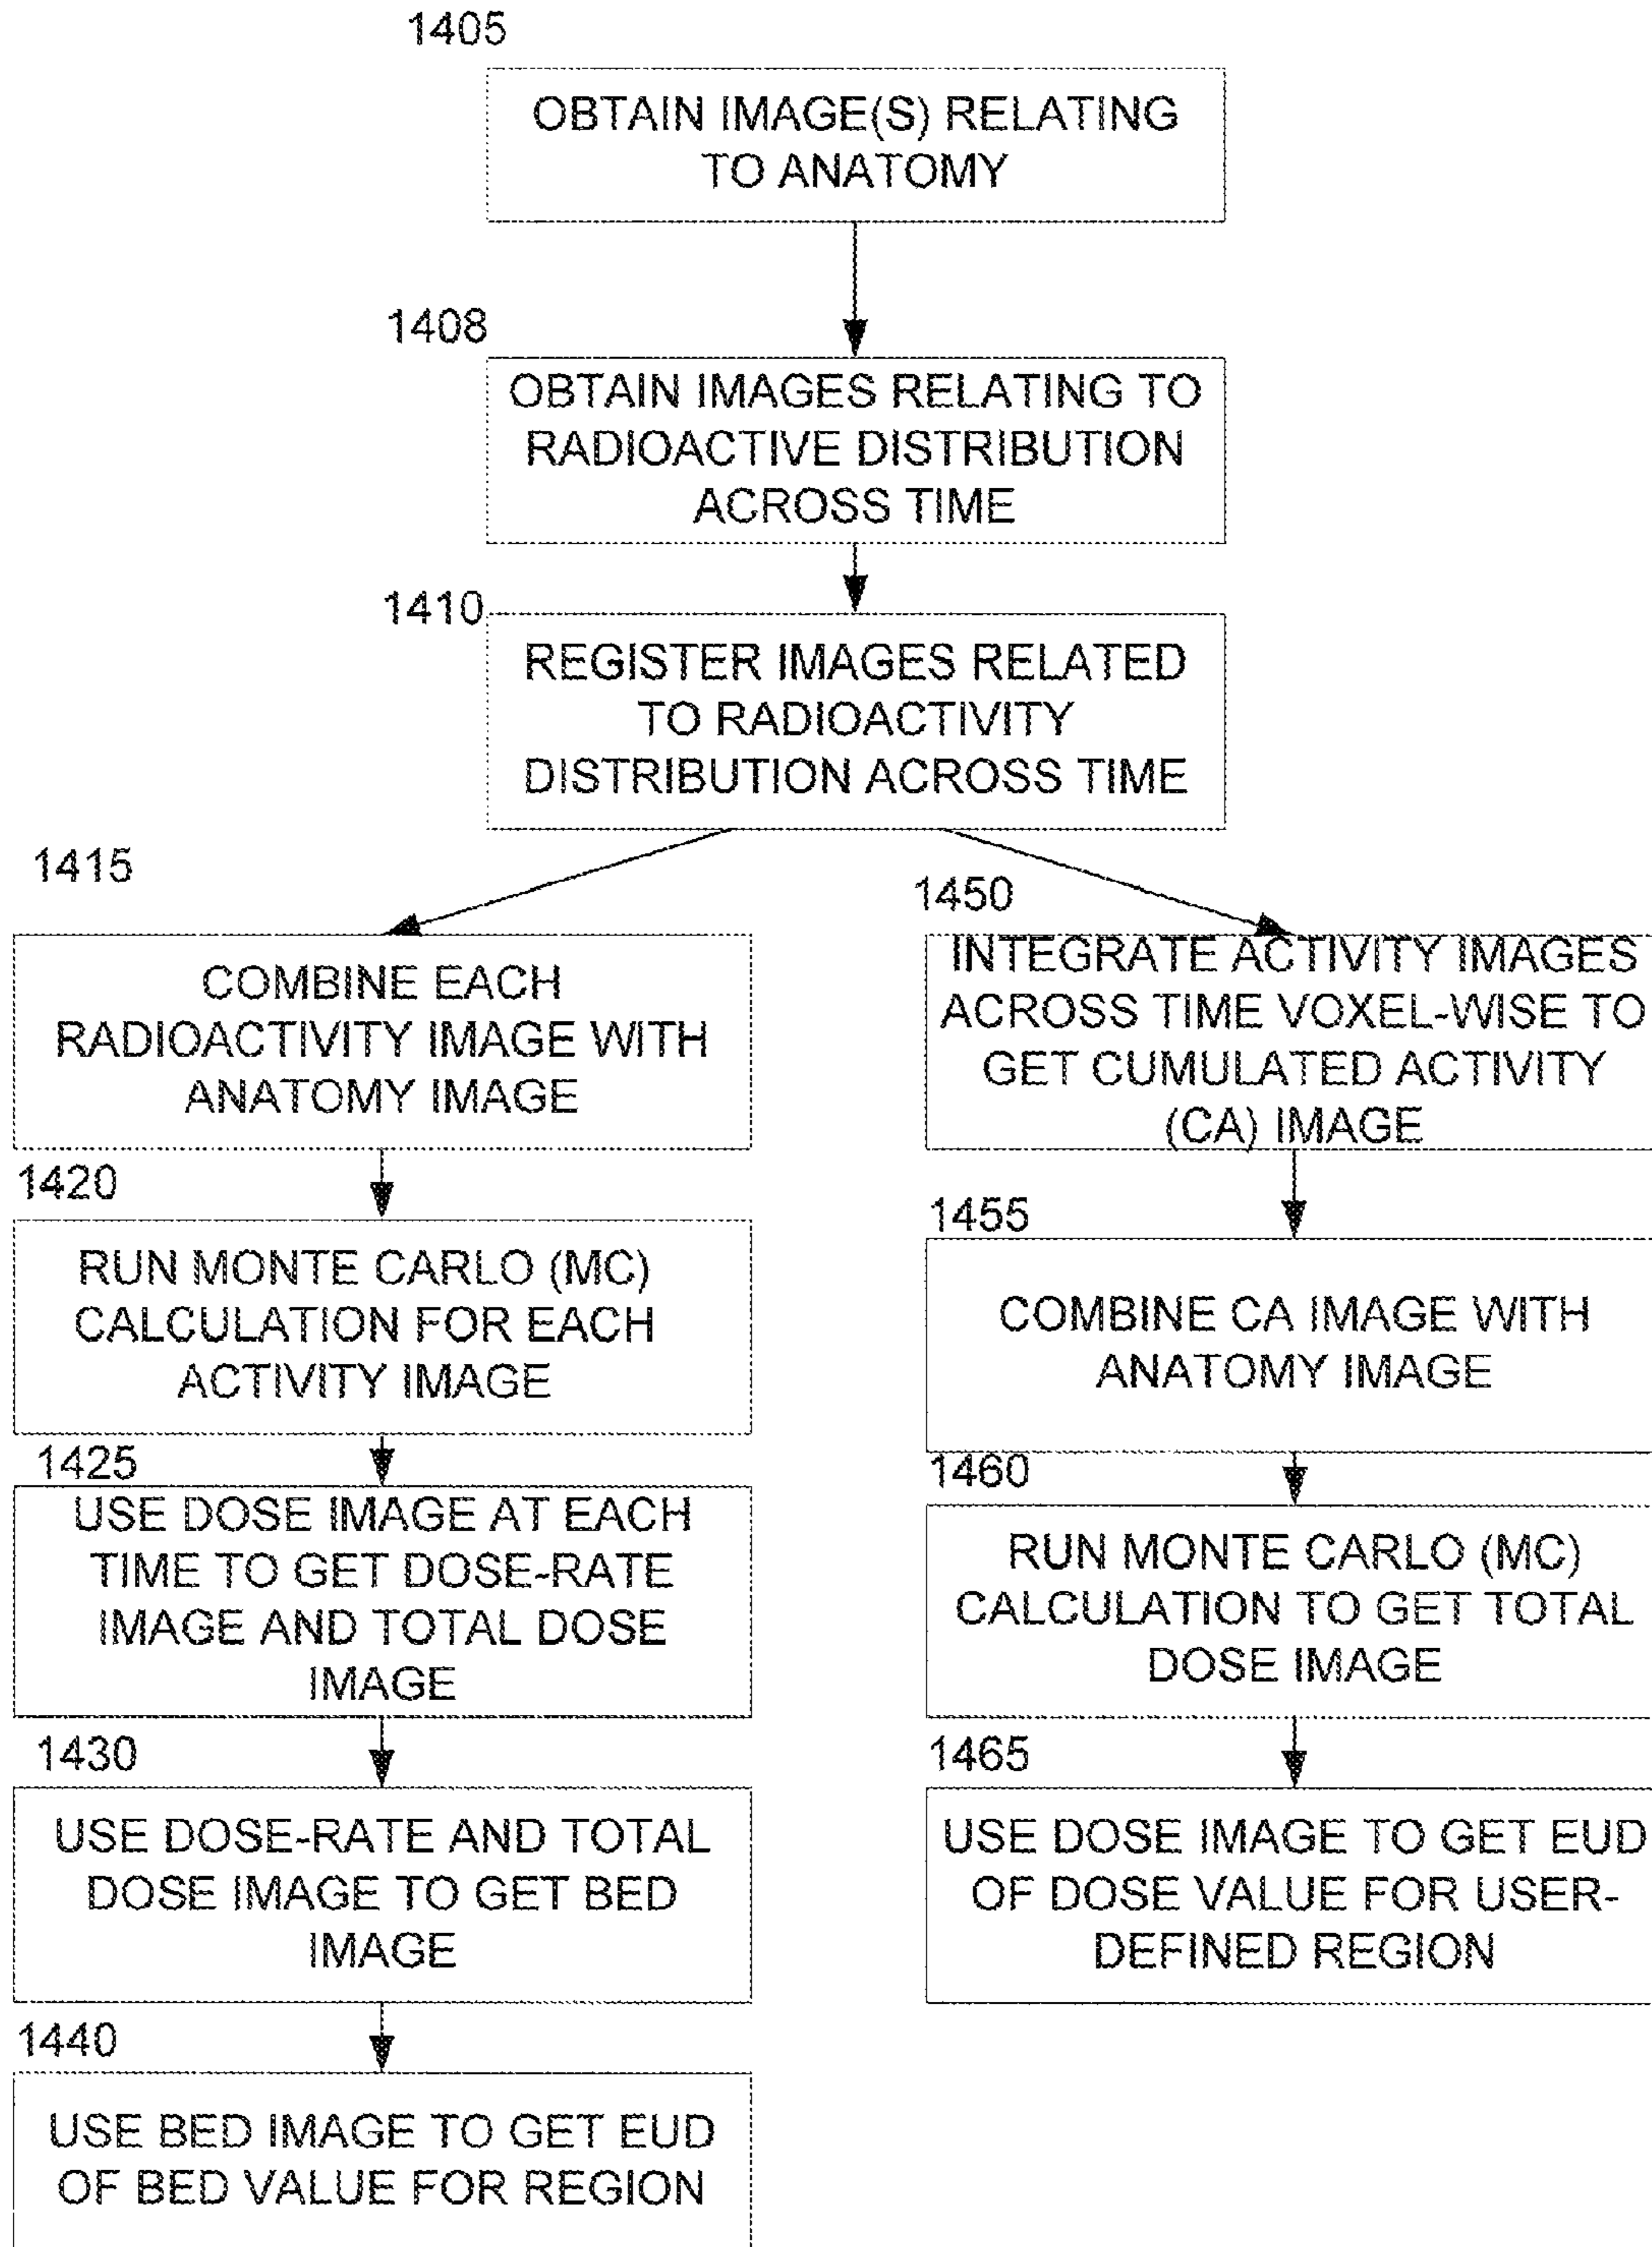 1405
OBTAIN IMAGE(S) RELATING
TO ANATOMY
1408
OBTAIN IMAGES RELATING TO
RADIOACTIVE DISTRIBUTION
ACROSS TIME
1410
REGISTER IMAGES RELATED
TO RADIOACTIVITY
DISTRIBUTION ACROSS TIME
1415
COMBINE EACH
RADIOACTIVITY IMAGE WITH
ANATOMY IMAGE
1420
RUN MONTE CARLO (MC)
CALCULATION FOR EACH
ACTIVITY IMAGE
1425
USE DOSE IMAGE AT EACH
TIME TO GET DOSE-RATE
IMAGE AND TOTAL DOSE
IMAGE
1430
USE DOSE-RATE AND TOTAL
DOSE IMAGE TO GET BED
IMAGE
1440
USE BED IMAGE TO GET EUD
OF BED VALUE FOR REGION
1450
INTEGRATE ACTIVITY IMAGES
ACROSS TIME VOXEL-WISE TO
GET CUMULATED ACTIVITY
(CA) IMAGE
1455
COMBINE CA IMAGE WITH
ANATOMY IMAGE
1460
RUN MONTE CARLO (MC)
CALCULATION TO GET TOTAL
DOSE IMAGE
1465
USE DOSE IMAGE TO GET EUD
OF DOSE VALUE FOR USER-
DEFINED REGION